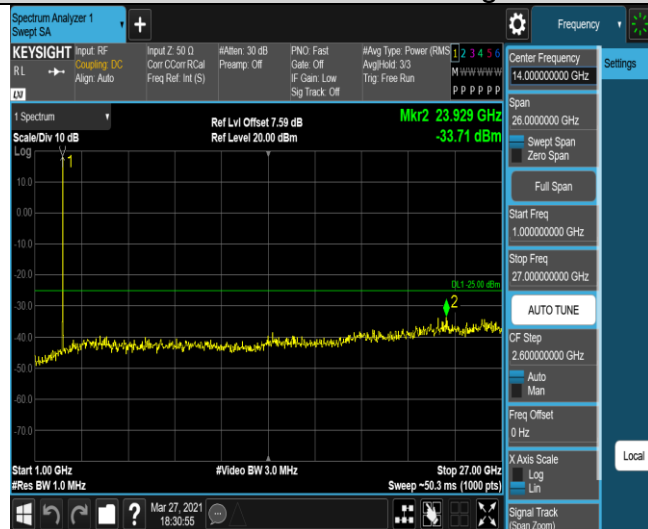 Spectrum Analyzer 1
Swept SA
Frequency
KEYSIGHT
RL
LXI
Input: RF
Coupling: DC
Align: Auto
Input Z: 50 Ω
Corr CCorr RCal
Freq Ref: Int (S)
#Atten: 30 dB
Preamp: Off
PNO: Fast
Gate: Off
IF Gain: Low
Sig Track: Off
#Avg Type: Power (RMS
Avg|Hold: 3/3
Trig: Free Run
1 2 3 4 5 6
M W W W W W
P P P P P P
Center Frequency
14.000000000 GHz
Settings
1 Spectrum
Scale/Div 10 dB
Log
Ref Lvl Offset 7.59 dB
Ref Level 20.00 dBm
Mkr2 23.929 GHz
-33.71 dBm
Span
26.0000000 GHz
Swept Span
Zero Span
Full Span
Start Freq
1.000000000 GHz
Stop Freq
27.000000000 GHz
AUTO TUNE
CF Step
2.600000000 GHz
Auto
Man
Freq Offset
0 Hz
X Axis Scale
Log
Lin
Local
Signal Track
(Span Zoom)
1
10.0
0.00
-10.0
-20.0
DL1 -25.00 dBm
2
-30.0
-40.0
-50.0
-60.0
-70.0
Start 1.00 GHz
#Res BW 1.0 MHz
#Video BW 3.0 MHz
Stop 27.00 GHz
Sweep ~50.3 ms (1000 pts)
?
Mar 27, 2021
18:30:55